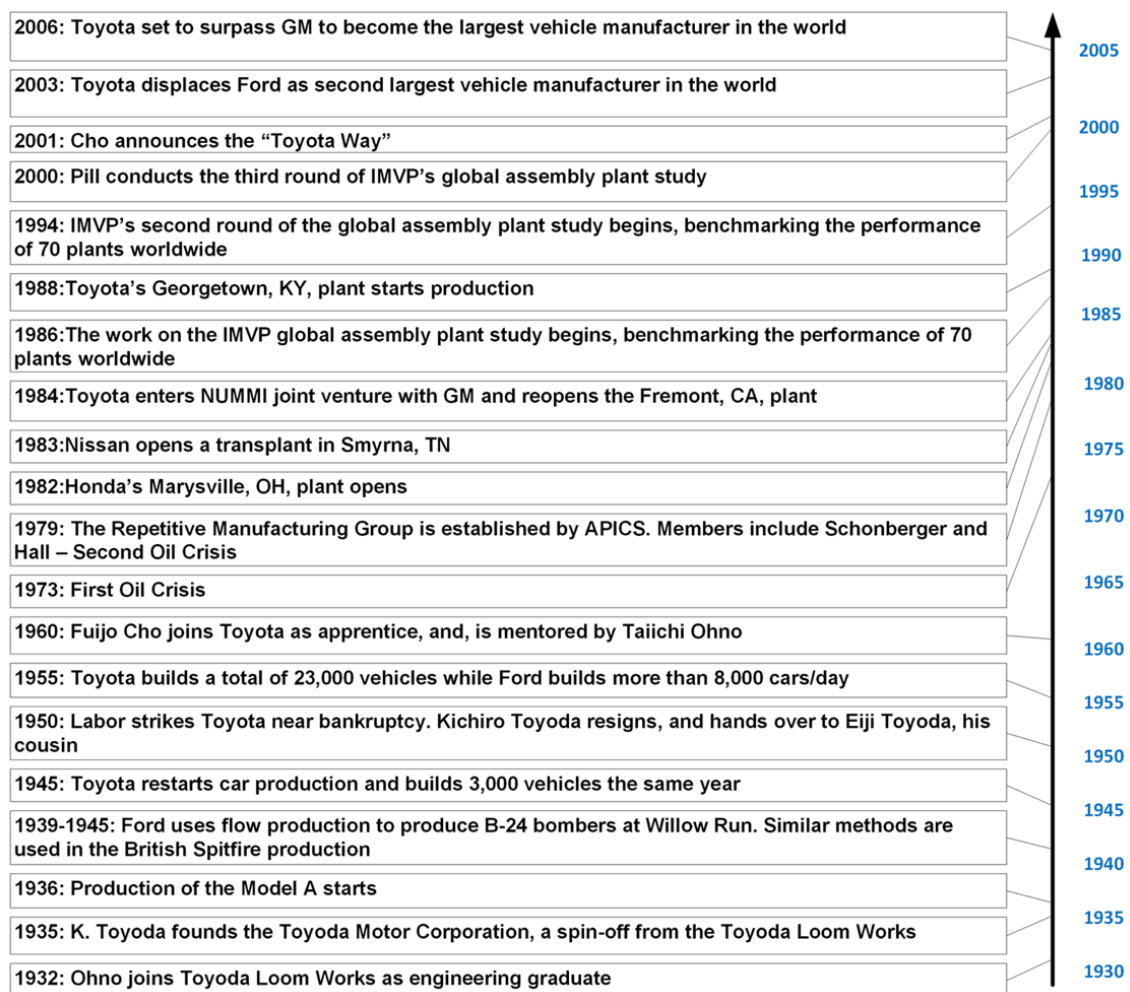 2006: Toyota set to surpass GM to become the largest vehicle manufacturer in the world
2003: Toyota displaces Ford as second largest vehicle manufacturer in the world
2001: Cho announces the “Toyota Way”
2000: Pill conducts the third round of IMVP’s global assembly plant study
1994: IMVP’s second round of the global assembly plant study begins, benchmarking the performance
of 70 plants worldwide
1988:Toyota’s Georgetown, KY, plant starts production
1986:The work on the IMVP global assembly plant study begins, benchmarking the performance of 70
plants worldwide
1984:Toyota enters NUMMI joint venture with GM and reopens the Fremont, CA, plant
1983:Nissan opens a transplant in Smyrna, TN
1982:Honda’s Marysville, OH, plant opens
1979: The Repetitive Manufacturing Group is established by APICS. Members include Schonberger and
Hall – Second Oil Crisis
1973: First Oil Crisis
1960: Fuijo Cho joins Toyota as apprentice, and, is mentored by Taiichi Ohno
1955: Toyota builds a total of 23,000 vehicles while Ford builds more than 8,000 cars/day
1950: Labor strikes Toyota near bankruptcy. Kichiro Toyoda resigns, and hands over to Eiji Toyoda, his
cousin
1945: Toyota restarts car production and builds 3,000 vehicles the same year
1939-1945: Ford uses flow production to produce B-24 bombers at Willow Run. Similar methods are
used in the British Spitfire production
1936: Production of the Model A starts
1935: K. Toyoda founds the Toyoda Motor Corporation, a spin-off from the Toyoda Loom Works
1932: Ohno joins Toyoda Loom Works as engineering graduate
2005
2000
1995
1990
1985
1980
1975
1970
1965
1960
1955
1950
1945
1940
1935
1930